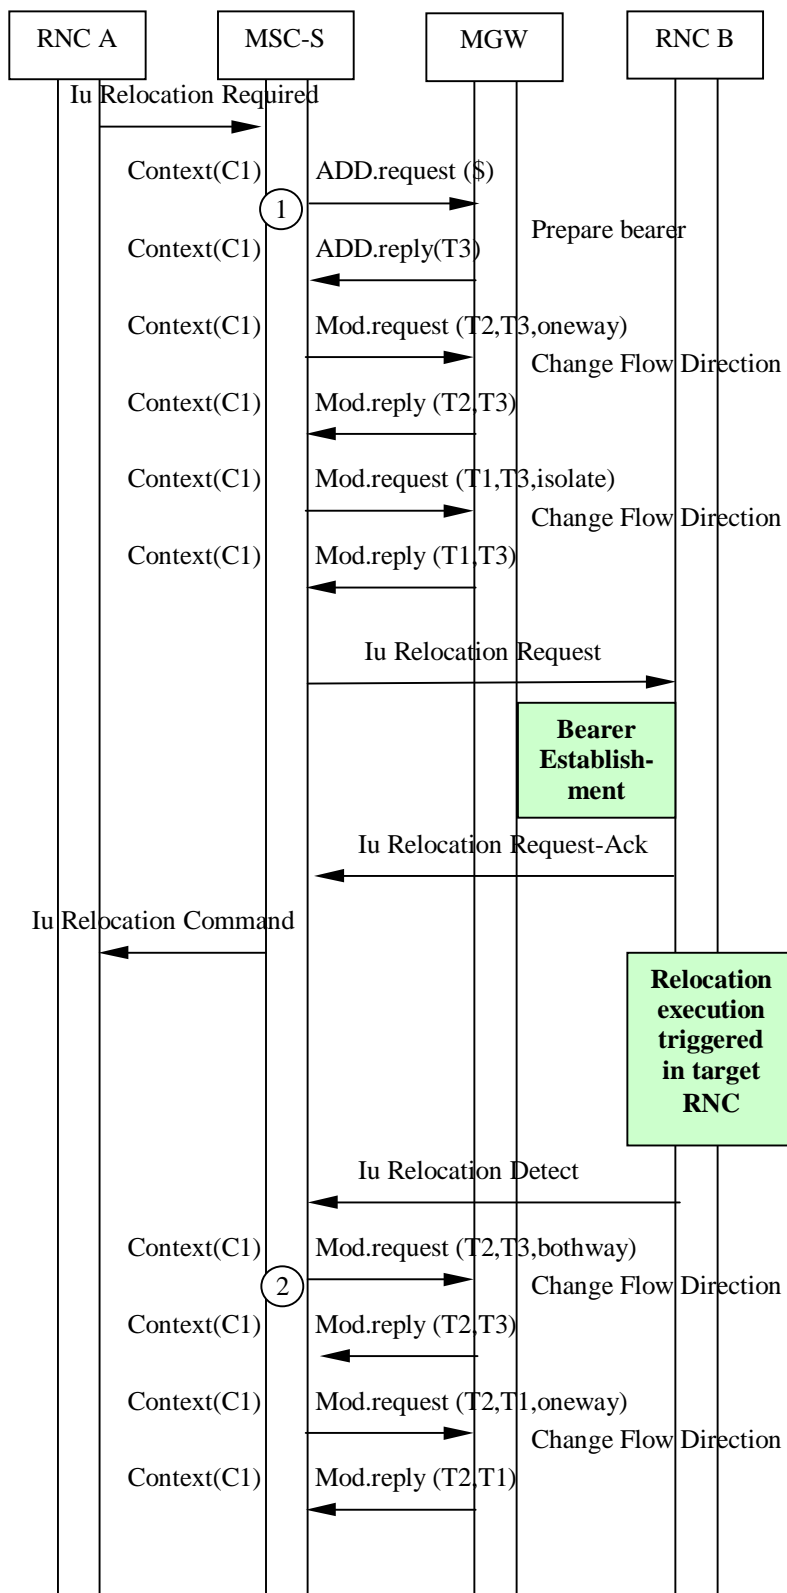 RNC A MSC-S MGW RNC B
Iu Relocation Required
Context(C1) ADD.request ($)
1
Prepare bearer
Context(C1) ADD.reply(T3)
Context(C1) Mod.request (T2,T3,oneway)
Change Flow Direction
Context(C1) Mod.reply (T2,T3)
Context(C1) Mod.request (T1,T3,isolate)
Change Flow Direction
Context(C1) Mod.reply (T1,T3)
Iu Relocation Request
Bearer
Establish-
ment
Iu Relocation Request-Ack
Iu Relocation Command
Relocation
execution
triggered
in target
RNC
Iu Relocation Detect
Context(C1) Mod.request (T2,T3,bothway)
2
Change Flow Direction
Context(C1) Mod.reply (T2,T3)
Context(C1) Mod.request (T2,T1,oneway)
Change Flow Direction
Context(C1) Mod.reply (T2,T1)